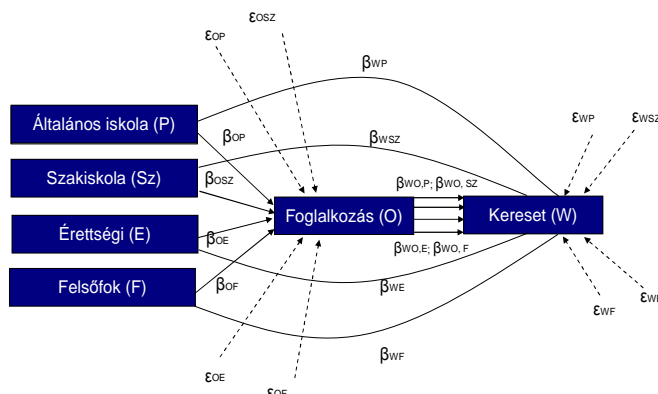 εOP
εOSZ
βWP
Általános iskola (P)
βOP
εWP
εWSZ
Szakiskola (Sz)
βWSZ
βOSZ
βWO,P; βWO, SZ
Foglalkozás (O)
Kereset (W)
Érettségi (E)
βOE
βWO,E; βWO, F
Felsőfok (F)
βOF
βWE
εWF
βWF
εOE